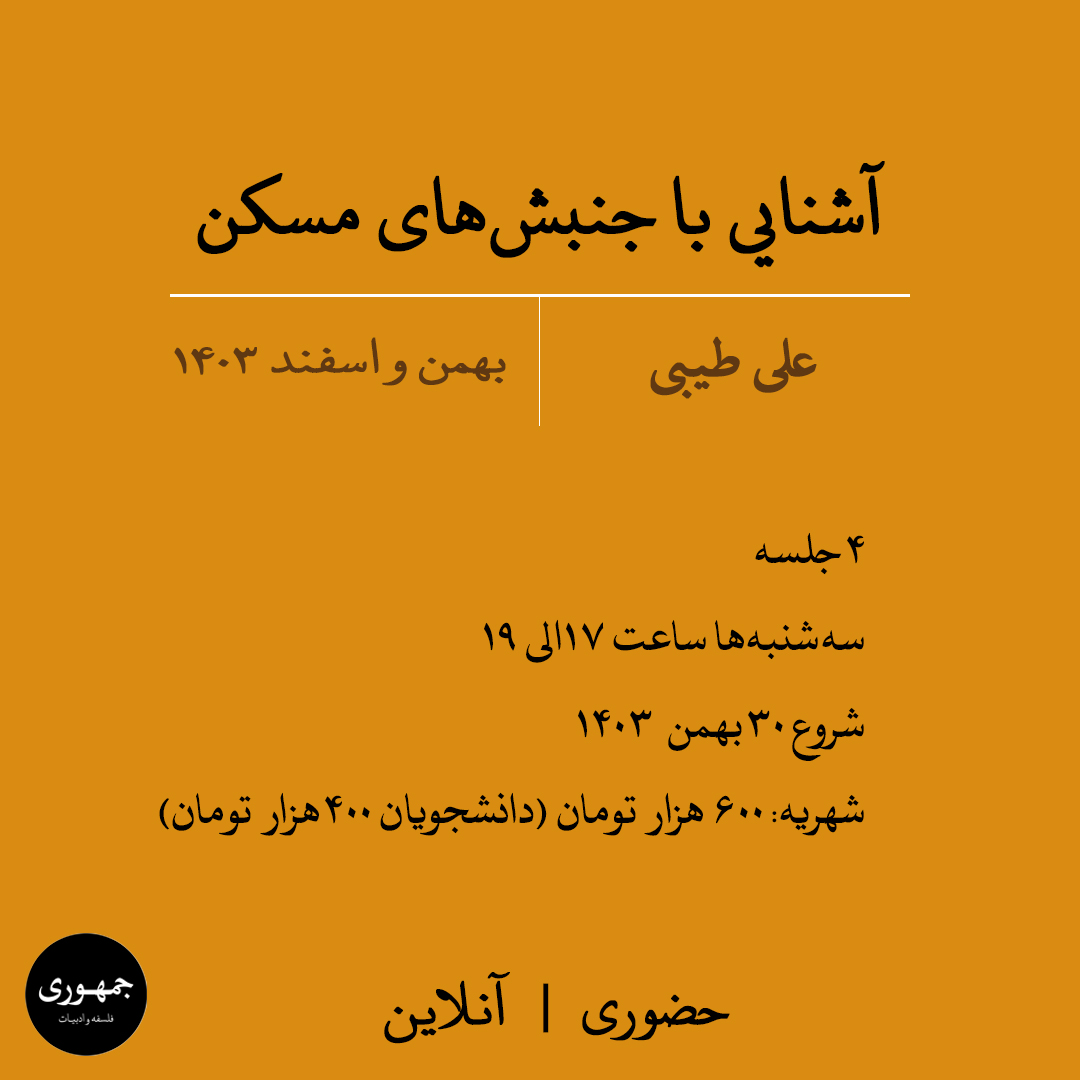 آشنایی با جنبش‌های مسکن
علی طیبی
بهمن و اسفند ۱۴۰۳
۴ جلسه
سه‌شنبه‌ها ساعت ۱۷ الی ۱۹
شروع ۳۰ بهمن ۱۴۰۳
شهریه: ۶۰۰ هزار تومان (دانشجویان ۴۰۰ هزار تومان)
حضوری | آنلاین
جمهوری
فلسفه و ادبیات